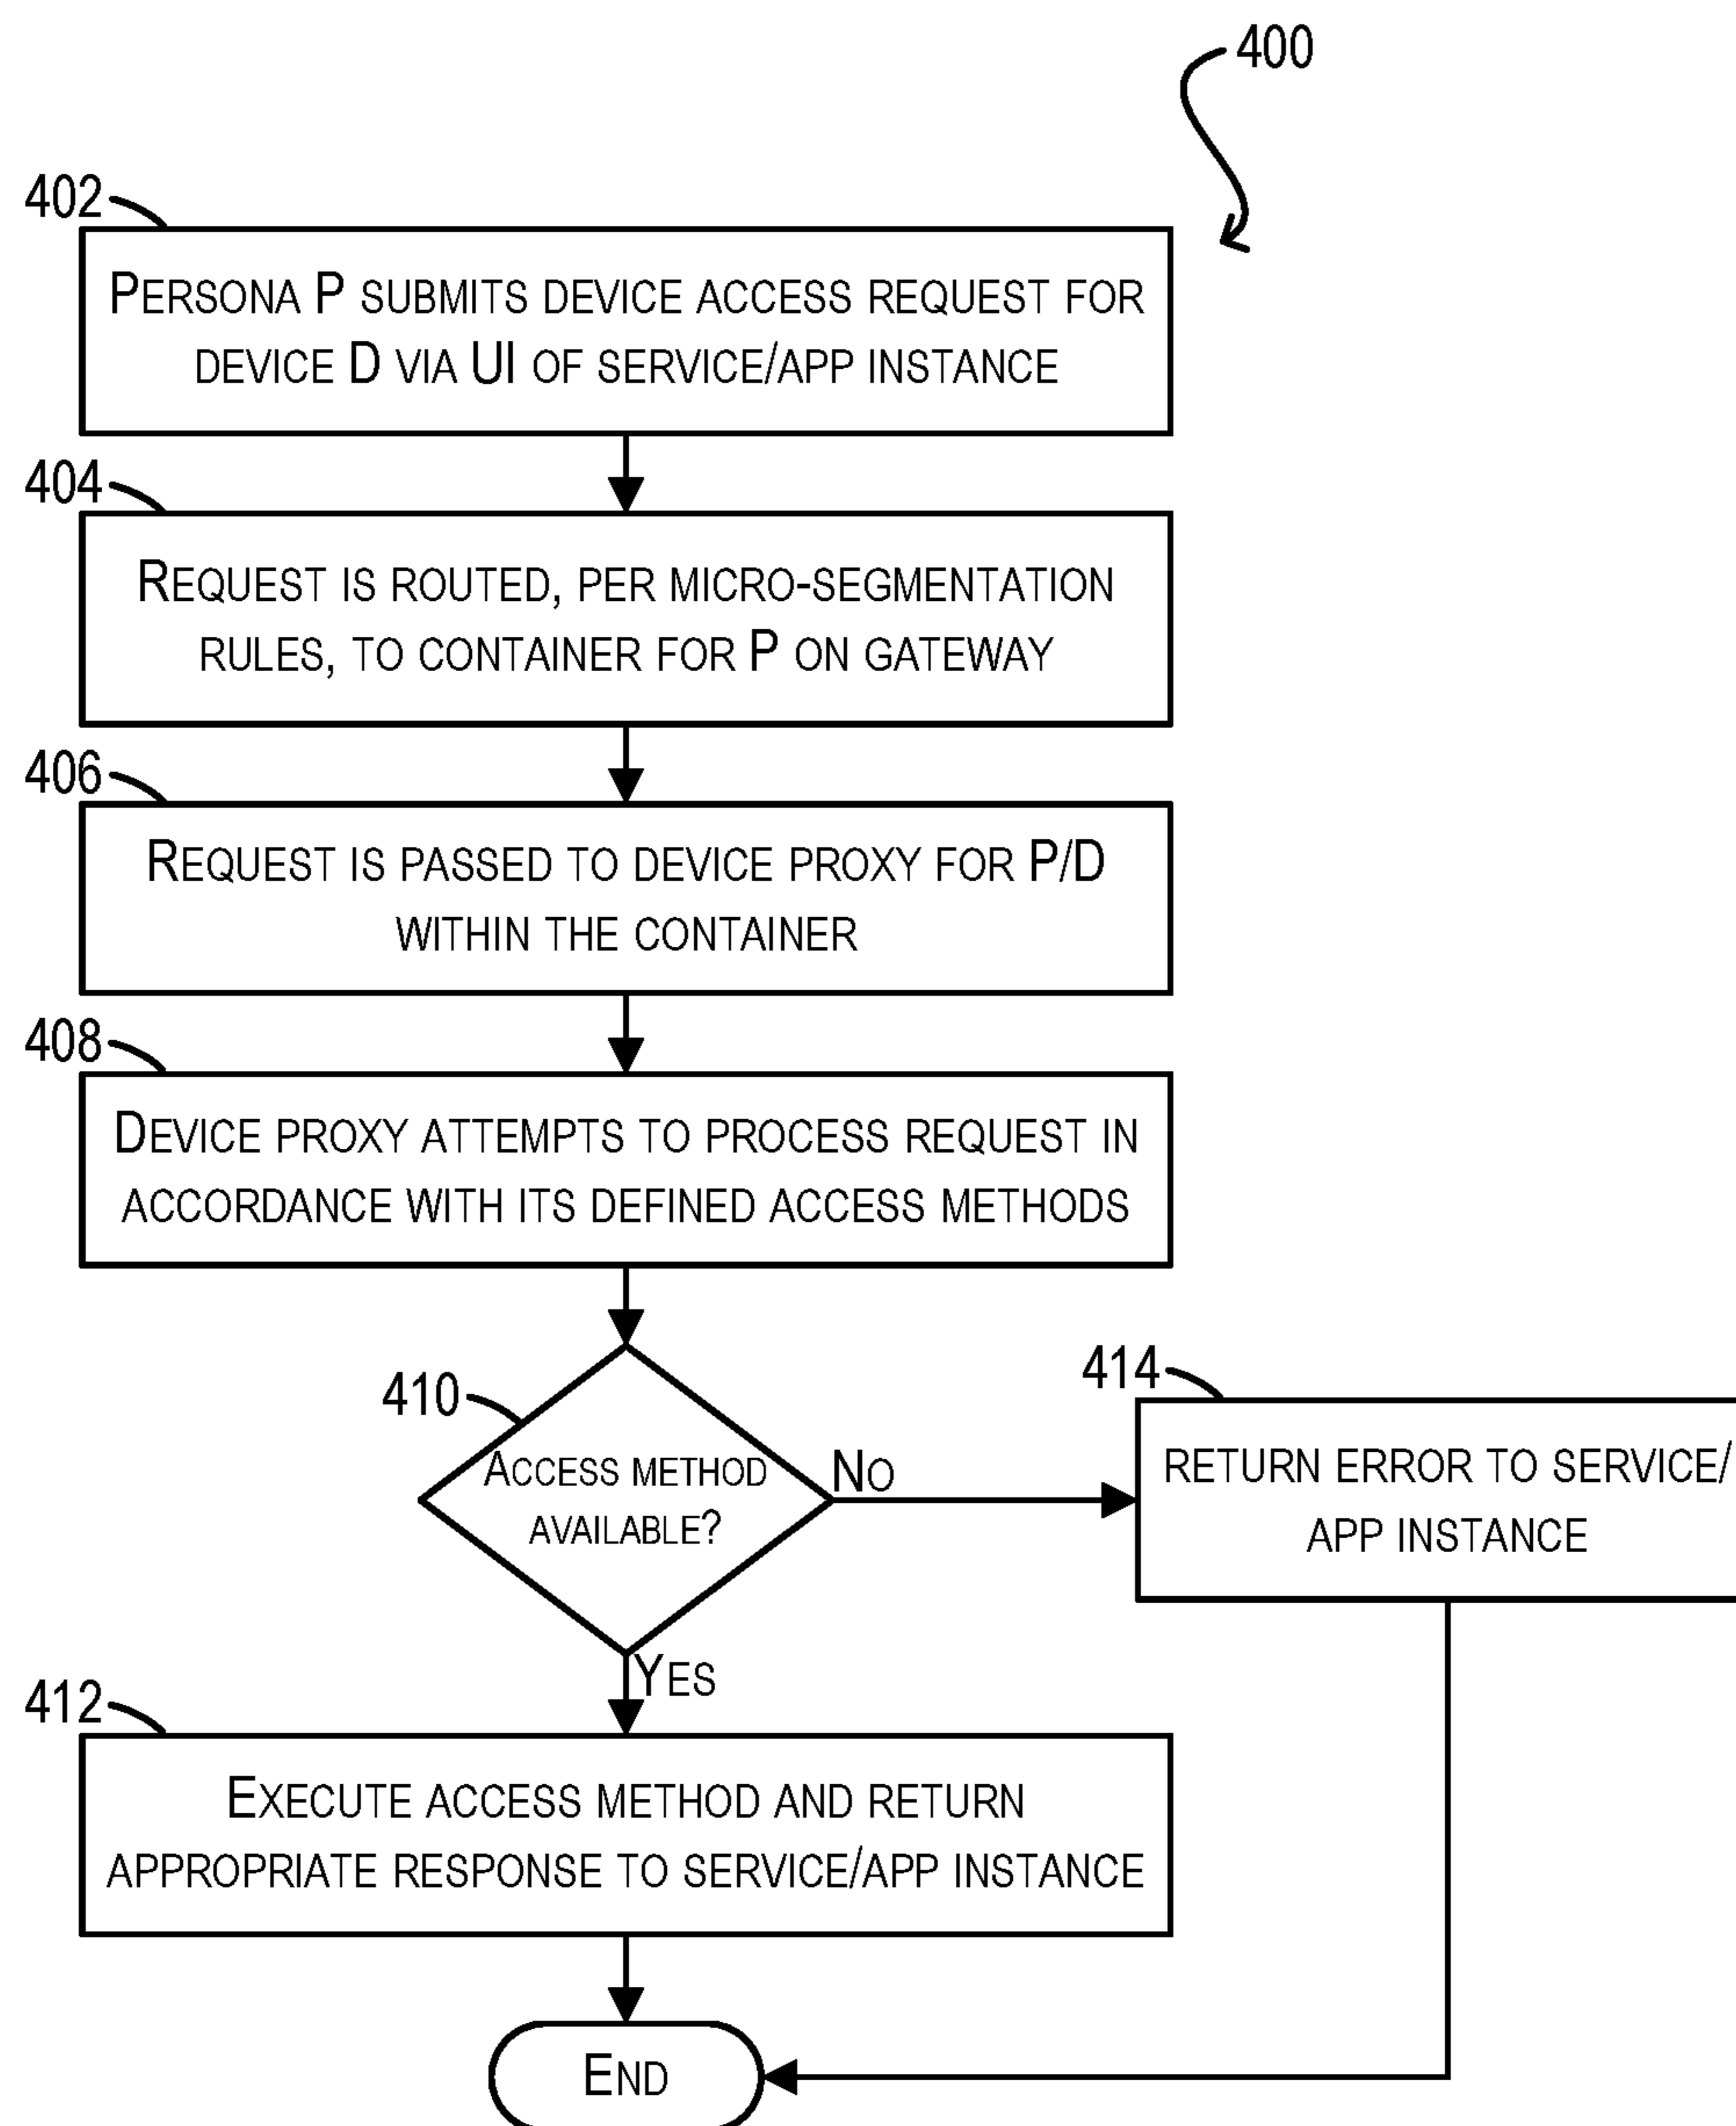 400
402
PERSONA P SUBMITS DEVICE ACCESS REQUEST FOR
DEVICE D VIA UI OF SERVICE/APP INSTANCE
404
REQUEST IS ROUTED, PER MICRO-SEGMENTATION
RULES, TO CONTAINER FOR P ON GATEWAY
406
REQUEST IS PASSED TO DEVICE PROXY FOR P/D
WITHIN THE CONTAINER
408
DEVICE PROXY ATTEMPTS TO PROCESS REQUEST IN
ACCORDANCE WITH ITS DEFINED ACCESS METHODS
410
ACCESS METHOD
AVAILABLE?
NO
414
RETURN ERROR TO SERVICE/
APP INSTANCE
YES
412
EXECUTE ACCESS METHOD AND RETURN
APPROPRIATE RESPONSE TO SERVICE/APP INSTANCE
END